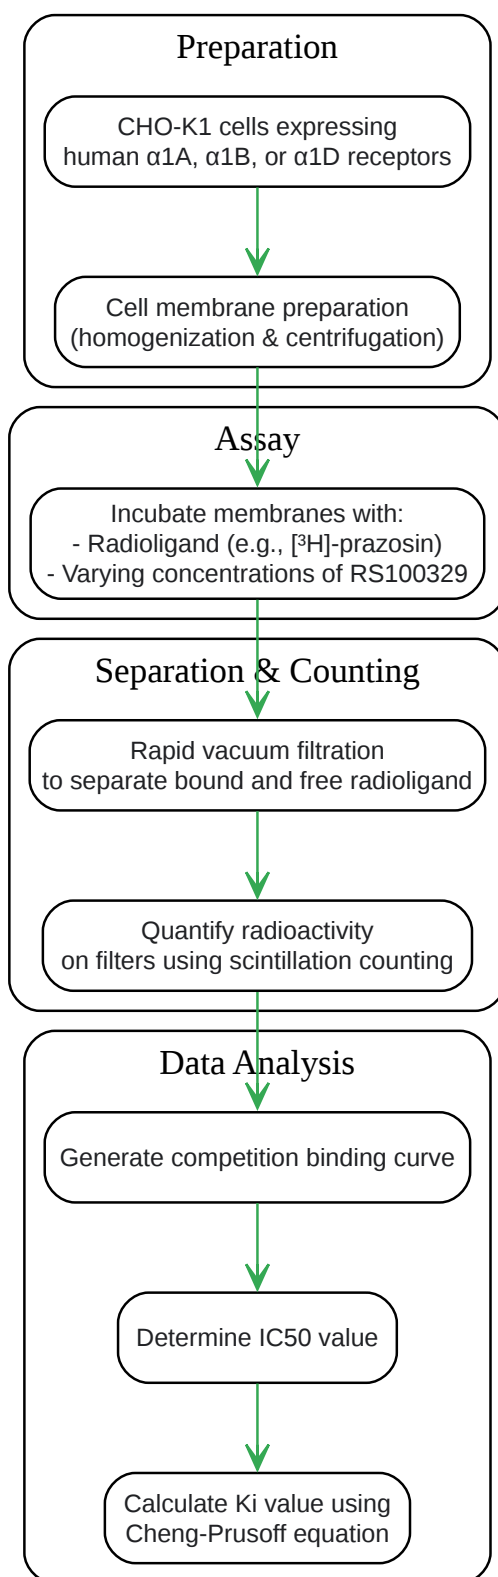 Preparation
CHO-K1 cells expressing
human α1A, α1B, or α1D receptors
Cell membrane preparation
(homogenization & centrifugation)
Assay
Incubate membranes with:
- Radioligand (e.g., [³H]-prazosin)
- Varying concentrations of RS100329
Separation & Counting
Rapid vacuum filtration
to separate bound and free radioligand
Quantify radioactivity
on filters using scintillation counting
Data Analysis
Generate competition binding curve
Determine IC50 value
Calculate Ki value using
Cheng-Prusoff equation